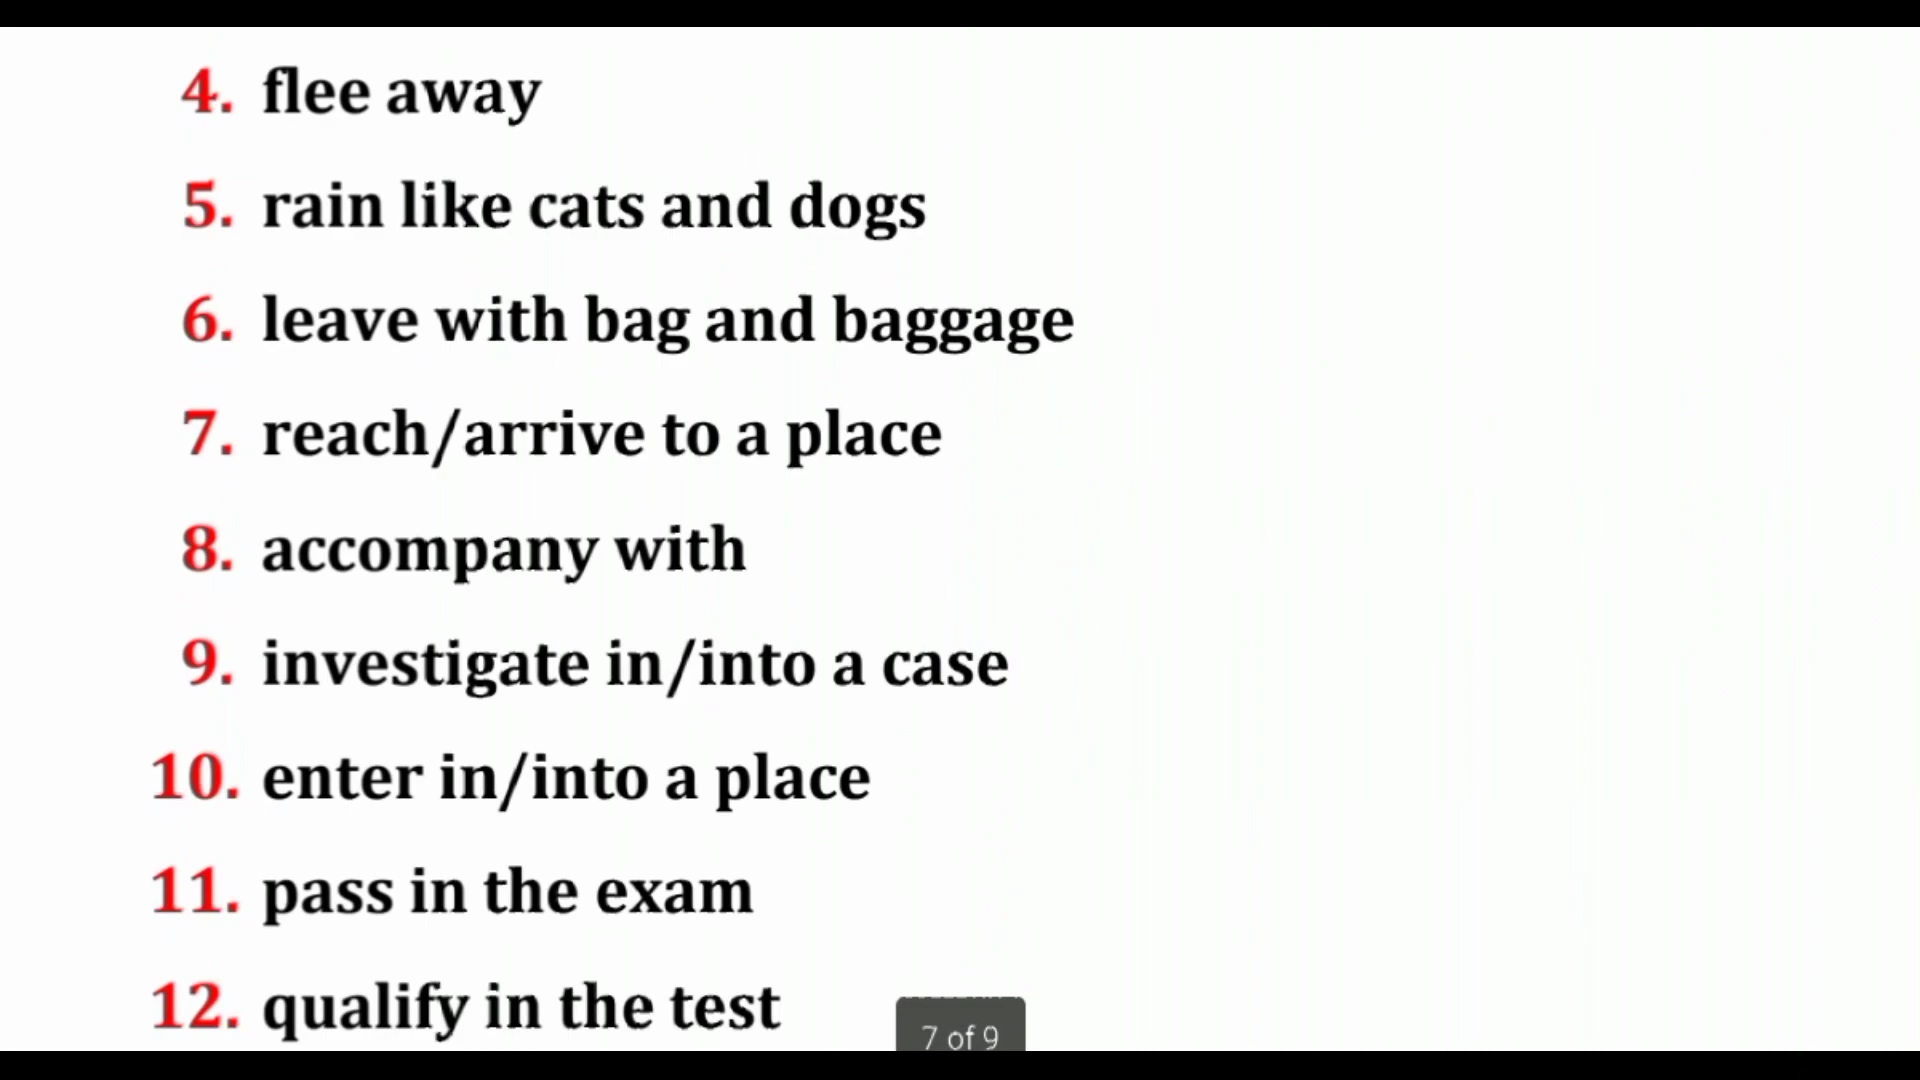 4. flee away
5. rain like cats and dogs
6. leave with bag and baggage
7. reach/arrive to a place
8. accompany with
9. investigate in/into a case
10. enter in/into a place
11. pass in the exam
12. qualify in the test
7 of 9